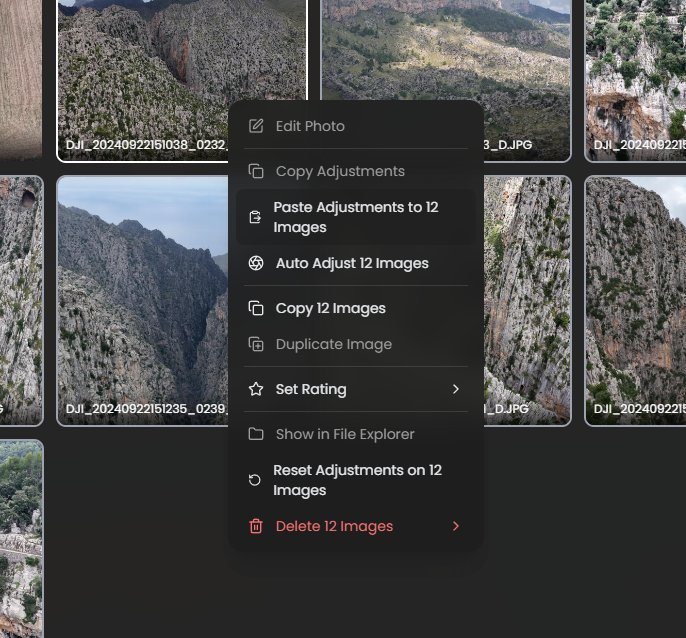 DJI_20240922151038_0232_
3_D.JPG
DJI_2024092215
Edit Photo
Copy Adjustments
Paste Adjustments to 12
Images
Auto Adjust 12 Images
Copy 12 Images
Duplicate Image
Set Rating
G
DJI_20240922151235_0239_
_D.JPG
DJI_2024092215
Show in File Explorer
Reset Adjustments on 12
Images
Delete 12 Images